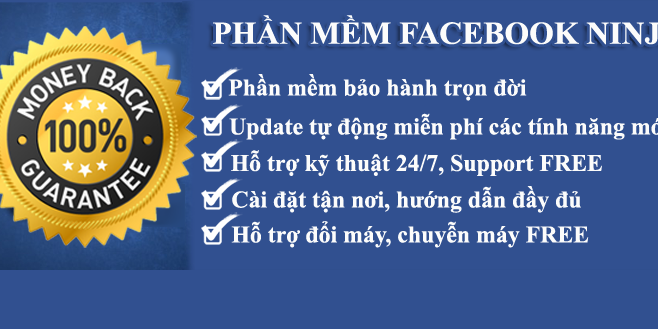 PHẦN MỀM FACEBOOK NINJ
MONEY BACK
100%
GUARANTEE
Phần mềm bảo hành trọn đời
Update tự động miễn phí các tính năng mớ
Hỗ trợ kỹ thuật 24/7, Support FREE
Cài đặt tận nơi, hướng dẫn đầy đủ
Hỗ trợ đổi máy, chuyễn máy FREE